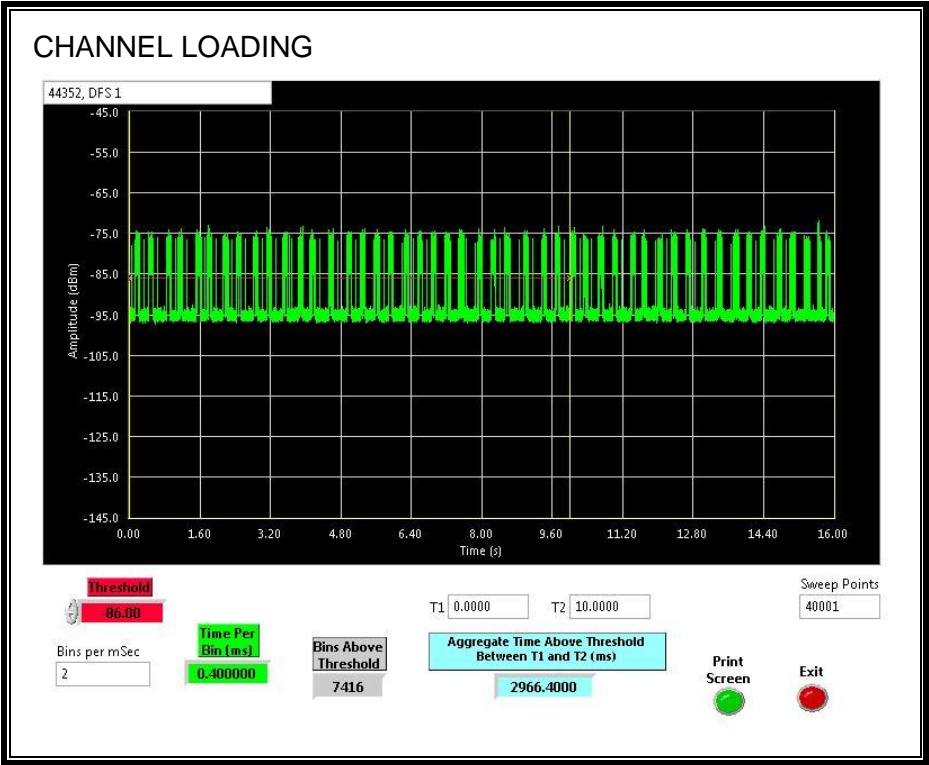 CHANNEL LOADING
44352, DFS 1
-45.0
-55.0
-65.0
-75.0
-85.0
-95.0
-105.0
-115.0
-125.0
-135.0
-145.0
Amplitude (dBm)
0.00 1.60 3.20 4.80 6.40 8.00 9.60 11.20 12.80 14.40 16.00
Time (s)
Threshold
-86.00
Bins per mSec
2
Time Per
Bin (ms)
0.400000
Bins Above
Threshold
7416
T1 0.0000 T2 10.0000
Aggregate Time Above Threshold
Between T1 and T2 (ms)
2966.4000
Sweep Points
40001
Print
Screen
Exit